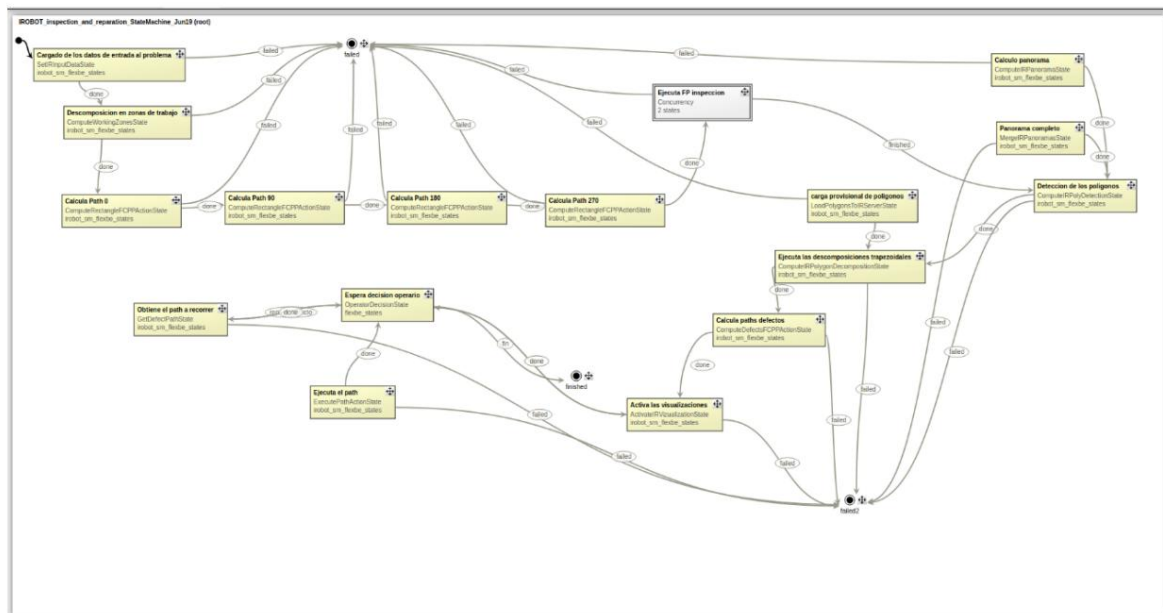 IROBOT_inspection_and_reparation_StateMachine_Jun19 (root)
Cargado de los datos de entrada al problema
SetIRInputDataState
irobot_sm_flexbe_states
failed
failed
failed
Calculo panorama
ComputeIRPanoramaState
irobot_sm_flexbe_states
done
failed
failed
Ejecuta FP inspeccion
Concurrency
2 states
Descomposicion en zonas de trabajo
ComputeWorkingZonesState
irobot_sm_flexbe_states
failed
failed
failed
failed
failed
finished
done
Panorama completo
MergeIRPanoramasState
irobot_sm_flexbe_states
done
done
done
Calcula Path 0
ComputeRectangleFCPPActionState
irobot_sm_flexbe_states
done
Calcula Path 90
ComputeRectangleFCPPActionState
irobot_sm_flexbe_states
done
Calcula Path 180
ComputeRectangleFCPPActionState
irobot_sm_flexbe_states
done
Calcula Path 270
ComputeRectangleFCPPActionState
irobot_sm_flexbe_states
carga provisional de poligonos
LoadPolygonsToIRServerState
irobot_sm_flexbe_states
Deteccion de los poligonos
ComputeIRPolyDetectionState
irobot_sm_flexbe_states
done
done
Ejecuta las descomposiciones trapezoidales
ComputeIRPolygonDecompositionState
irobot_sm_flexbe_states
done
Obtiene el path a recorrer
GetDefectPathState
irobot_sm_flexbe_states
done
Espera decision operario
OperatorDecisionState
flexbe_states
Calcula paths defectos
ComputeDefectsFCPPActionState
irobot_sm_flexbe_states
failed
failed
fin
done
done
done
finished
failed
Ejecuta el path
ExecutePathActionState
irobot_sm_flexbe_states
Activa las visualizaciones
ActivateIRVizualizationState
irobot_sm_flexbe_states
failed
failed
failed
failed
failed2